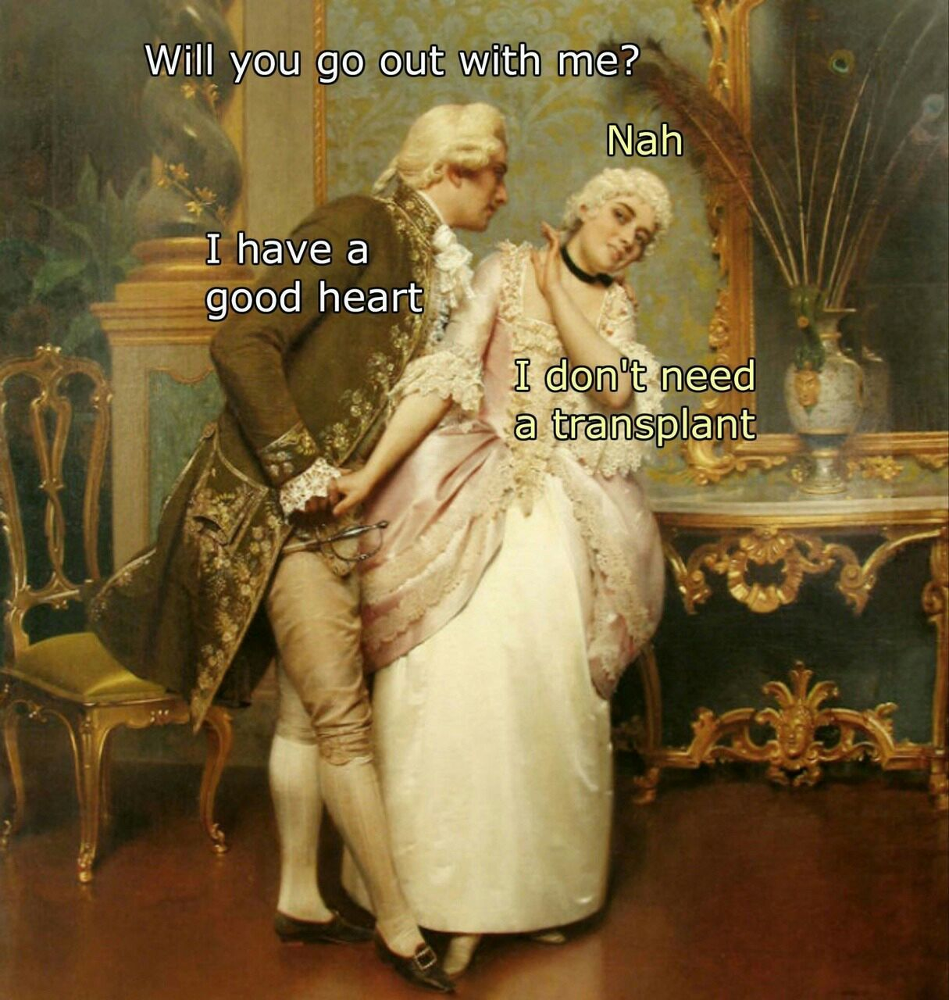 Will you go out with me?
Nah
I have a
good heart
I don't need
a transplant